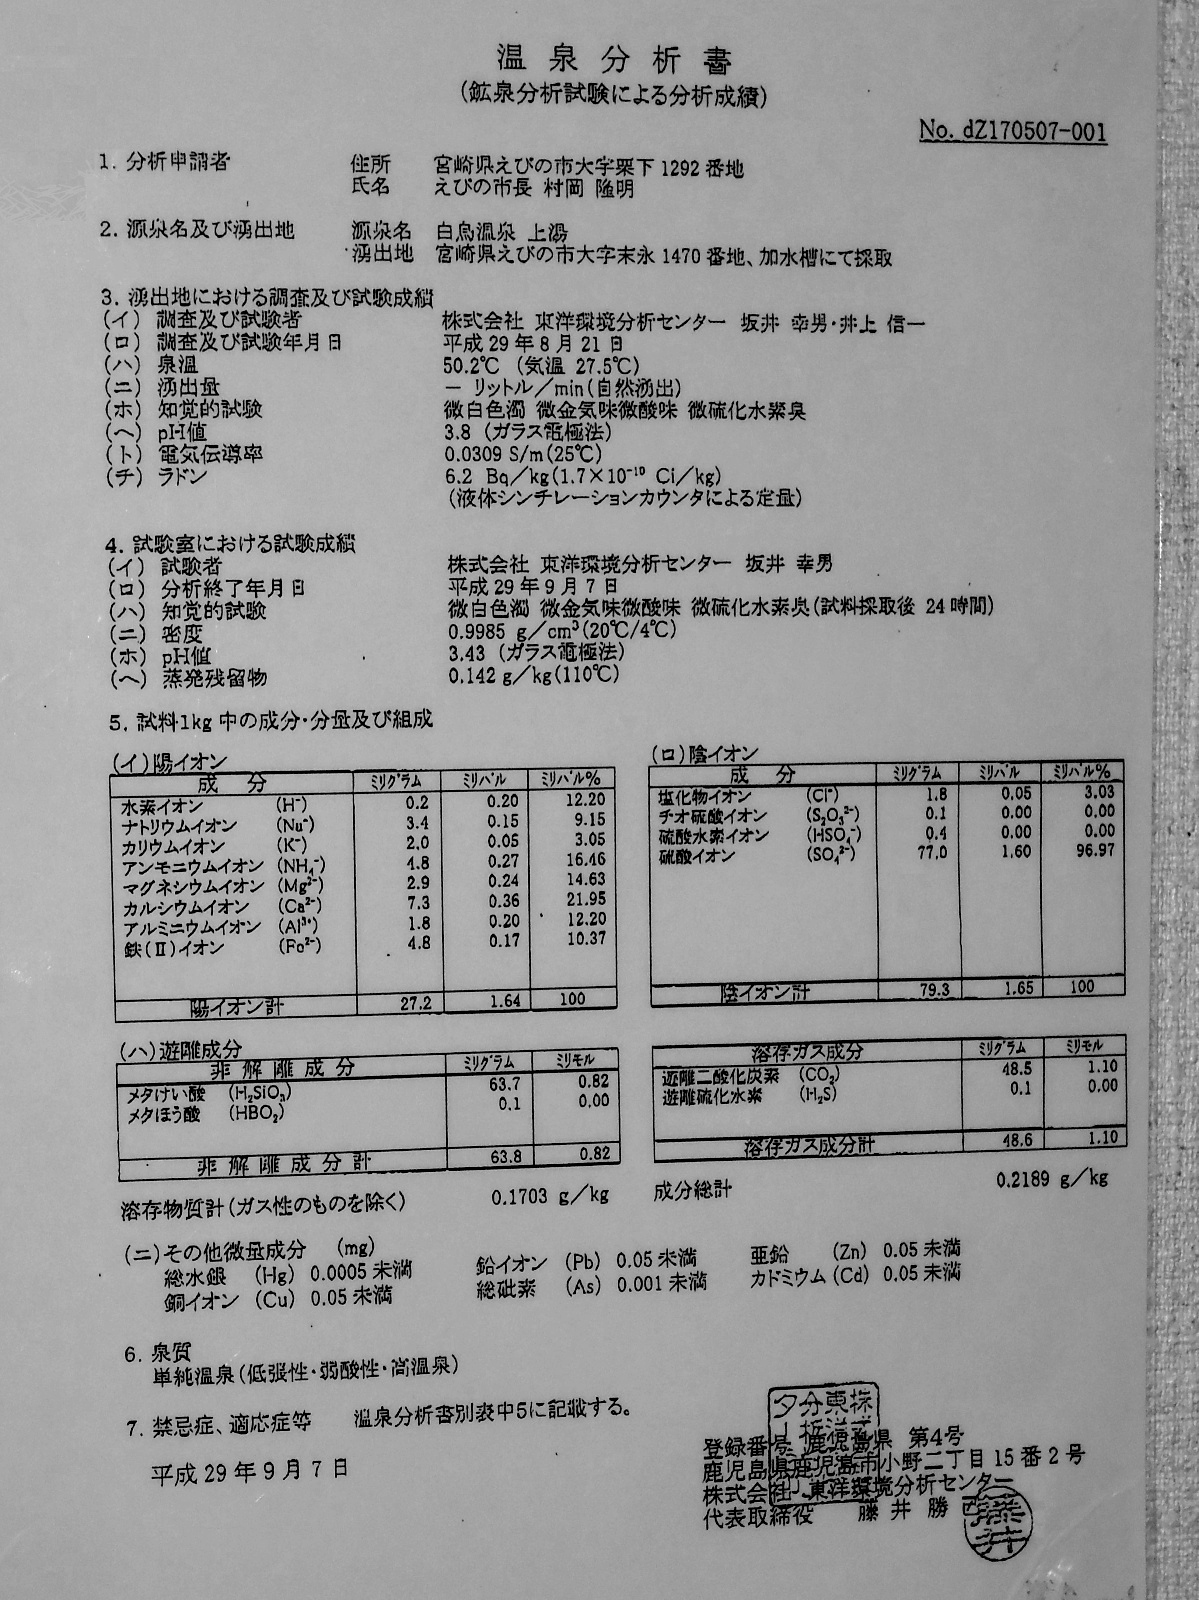 温泉分析書
(鉱泉分析試験による分析成績)
No. dZ170507-001
1. 分析申請者 住所 宮崎県えびの市大字栗下1292番地
氏名 えびの市長 村岡 隆明
2. 源泉名及び湧出地 源泉名 白鳥温泉 上湯
湧出地 宮崎県えびの市大字末永1470番地、加水槽にて採取
3. 湧出地における調査及び試験成績
(イ) 調査及び試験者 株式会社 東洋環境分析センター 坂井 幸男・井上 信一
(ロ) 調査及び試験年月日 平成29年8月21日
(ハ) 泉温 50.2℃ (気温 27.5℃)
(ニ) 湧出量 － リットル/min(自然湧出)
(ホ) 知覚的試験 微白色濁 微金気味微酸味 微硫化水素臭
(ヘ) pH値 3.8 (ガラス電極法)
(ト) 電気伝導率 0.0309 S/m(25℃)
(チ) ラドン 6.2 Bq/kg(1.7×10⁻¹⁰ Ci/kg)
(液体シンチレーションカウンタによる定量)
4. 試験室における試験成績
(イ) 試験者 株式会社 東洋環境分析センター 坂井 幸男
(ロ) 分析終了年月日 平成29年9月7日
(ハ) 知覚的試験 微白色濁 微金気味微酸味 微硫化水素臭(試料採取後 24時間)
(ニ) 密度 0.9985 g/cm³(20℃/4℃)
(ホ) pH値 3.43 (ガラス電極法)
(ヘ) 蒸発残留物 0.142 g/kg(110℃)
5. 試料1kg中の成分・分量及び組成
(イ)陽イオン
成 分 ミリグラム ミリバル ミリバル%
水素イオン (H⁺) 0.2 0.20 12.20
ナトリウムイオン (Na⁺) 3.4 0.15 9.15
カリウムイオン (K⁺) 2.0 0.05 3.05
アンモニウムイオン (NH₄⁺) 4.8 0.27 16.46
マグネシウムイオン (Mg²⁺) 2.9 0.24 14.63
カルシウムイオン (Ca²⁺) 7.3 0.36 21.95
アルミニウムイオン (Al³⁺) 1.8 0.20 12.20
鉄(Ⅱ)イオン (Fe²⁺) 4.8 0.17 10.37
陽イオン計 27.2 1.64 100
(ロ)陰イオン
成 分 ミリグラム ミリバル ミリバル%
塩化物イオン (Cl⁻) 1.8 0.05 3.03
チオ硫酸イオン (S₂O₃²⁻) 0.1 0.00 0.00
硫酸水素イオン (HSO₄⁻) 0.4 0.00 0.00
硫酸イオン (SO₄²⁻) 77.0 1.60 96.97
陰イオン計 79.3 1.65 100
(ハ)遊離成分
非解離成分 ミリグラム ミリモル
メタけい酸 (H₂SiO₃) 63.7 0.82
メタほう酸 (HBO₂) 0.1 0.00
非解離成分計 63.8 0.82
溶存ガス成分 ミリグラム ミリモル
遊離二酸化炭素 (CO₂) 48.5 1.10
遊離硫化水素 (H₂S) 0.1 0.00
溶存ガス成分計 48.6 1.10
溶存物質計(ガス性のものを除く) 0.1703 g/kg 成分総計 0.2189 g/kg
(ニ)その他微量成分 (mg)
総水銀 (Hg) 0.0005 未満 鉛イオン (Pb) 0.05 未満 亜鉛 (Zn) 0.05 未満
銅イオン (Cu) 0.05 未満 総砒素 (As) 0.001 未満 カドミウム (Cd) 0.05 未満
6. 泉質
単純温泉(低張性・弱酸性・高温泉)
7. 禁忌症、適応症等 温泉分析書別表中5に記載する。
平成29年9月7日
登録番号 鹿児島県 第4号
鹿児島県鹿児島市小野二丁目15番2号
株式会社 東洋環境分析センター
代表取締役 藤井勝
藤井